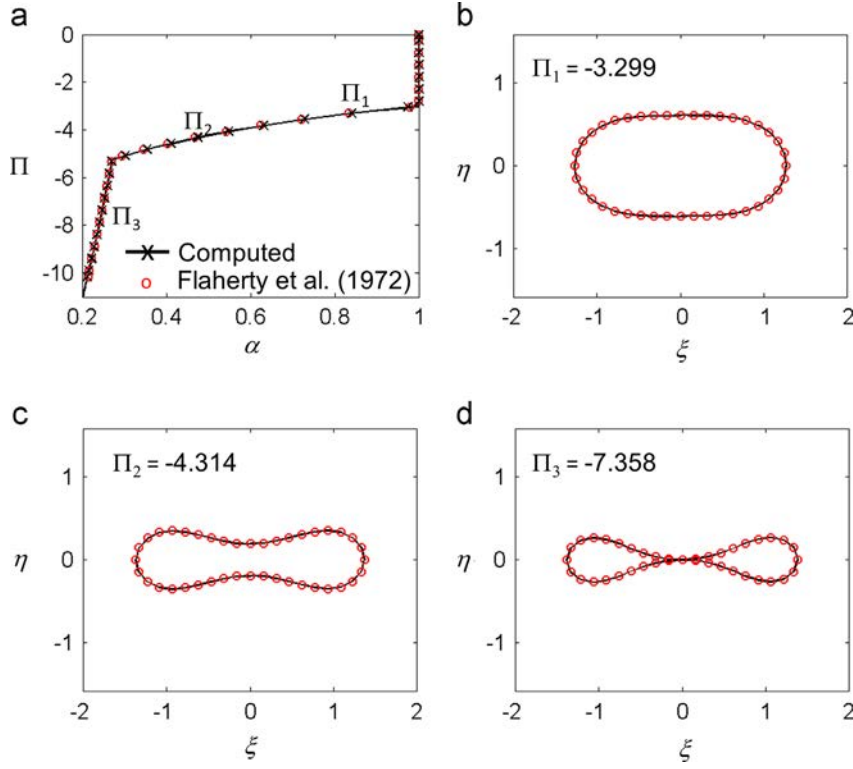 a
0
-2
-4
-6
-8
-10
Π
Π₁
Π₂
Π₃
Computed
Flaherty et al. (1972)
0.2 0.4 0.6 0.8 1
α
b
Π₁ = -3.299
1
0
-1
η
-2 -1 0 1 2
ξ
c
Π₂ = -4.314
1
0
-1
η
-2 -1 0 1 2
ξ
d
Π₃ = -7.358
1
0
-1
η
-2 -1 0 1 2
ξ